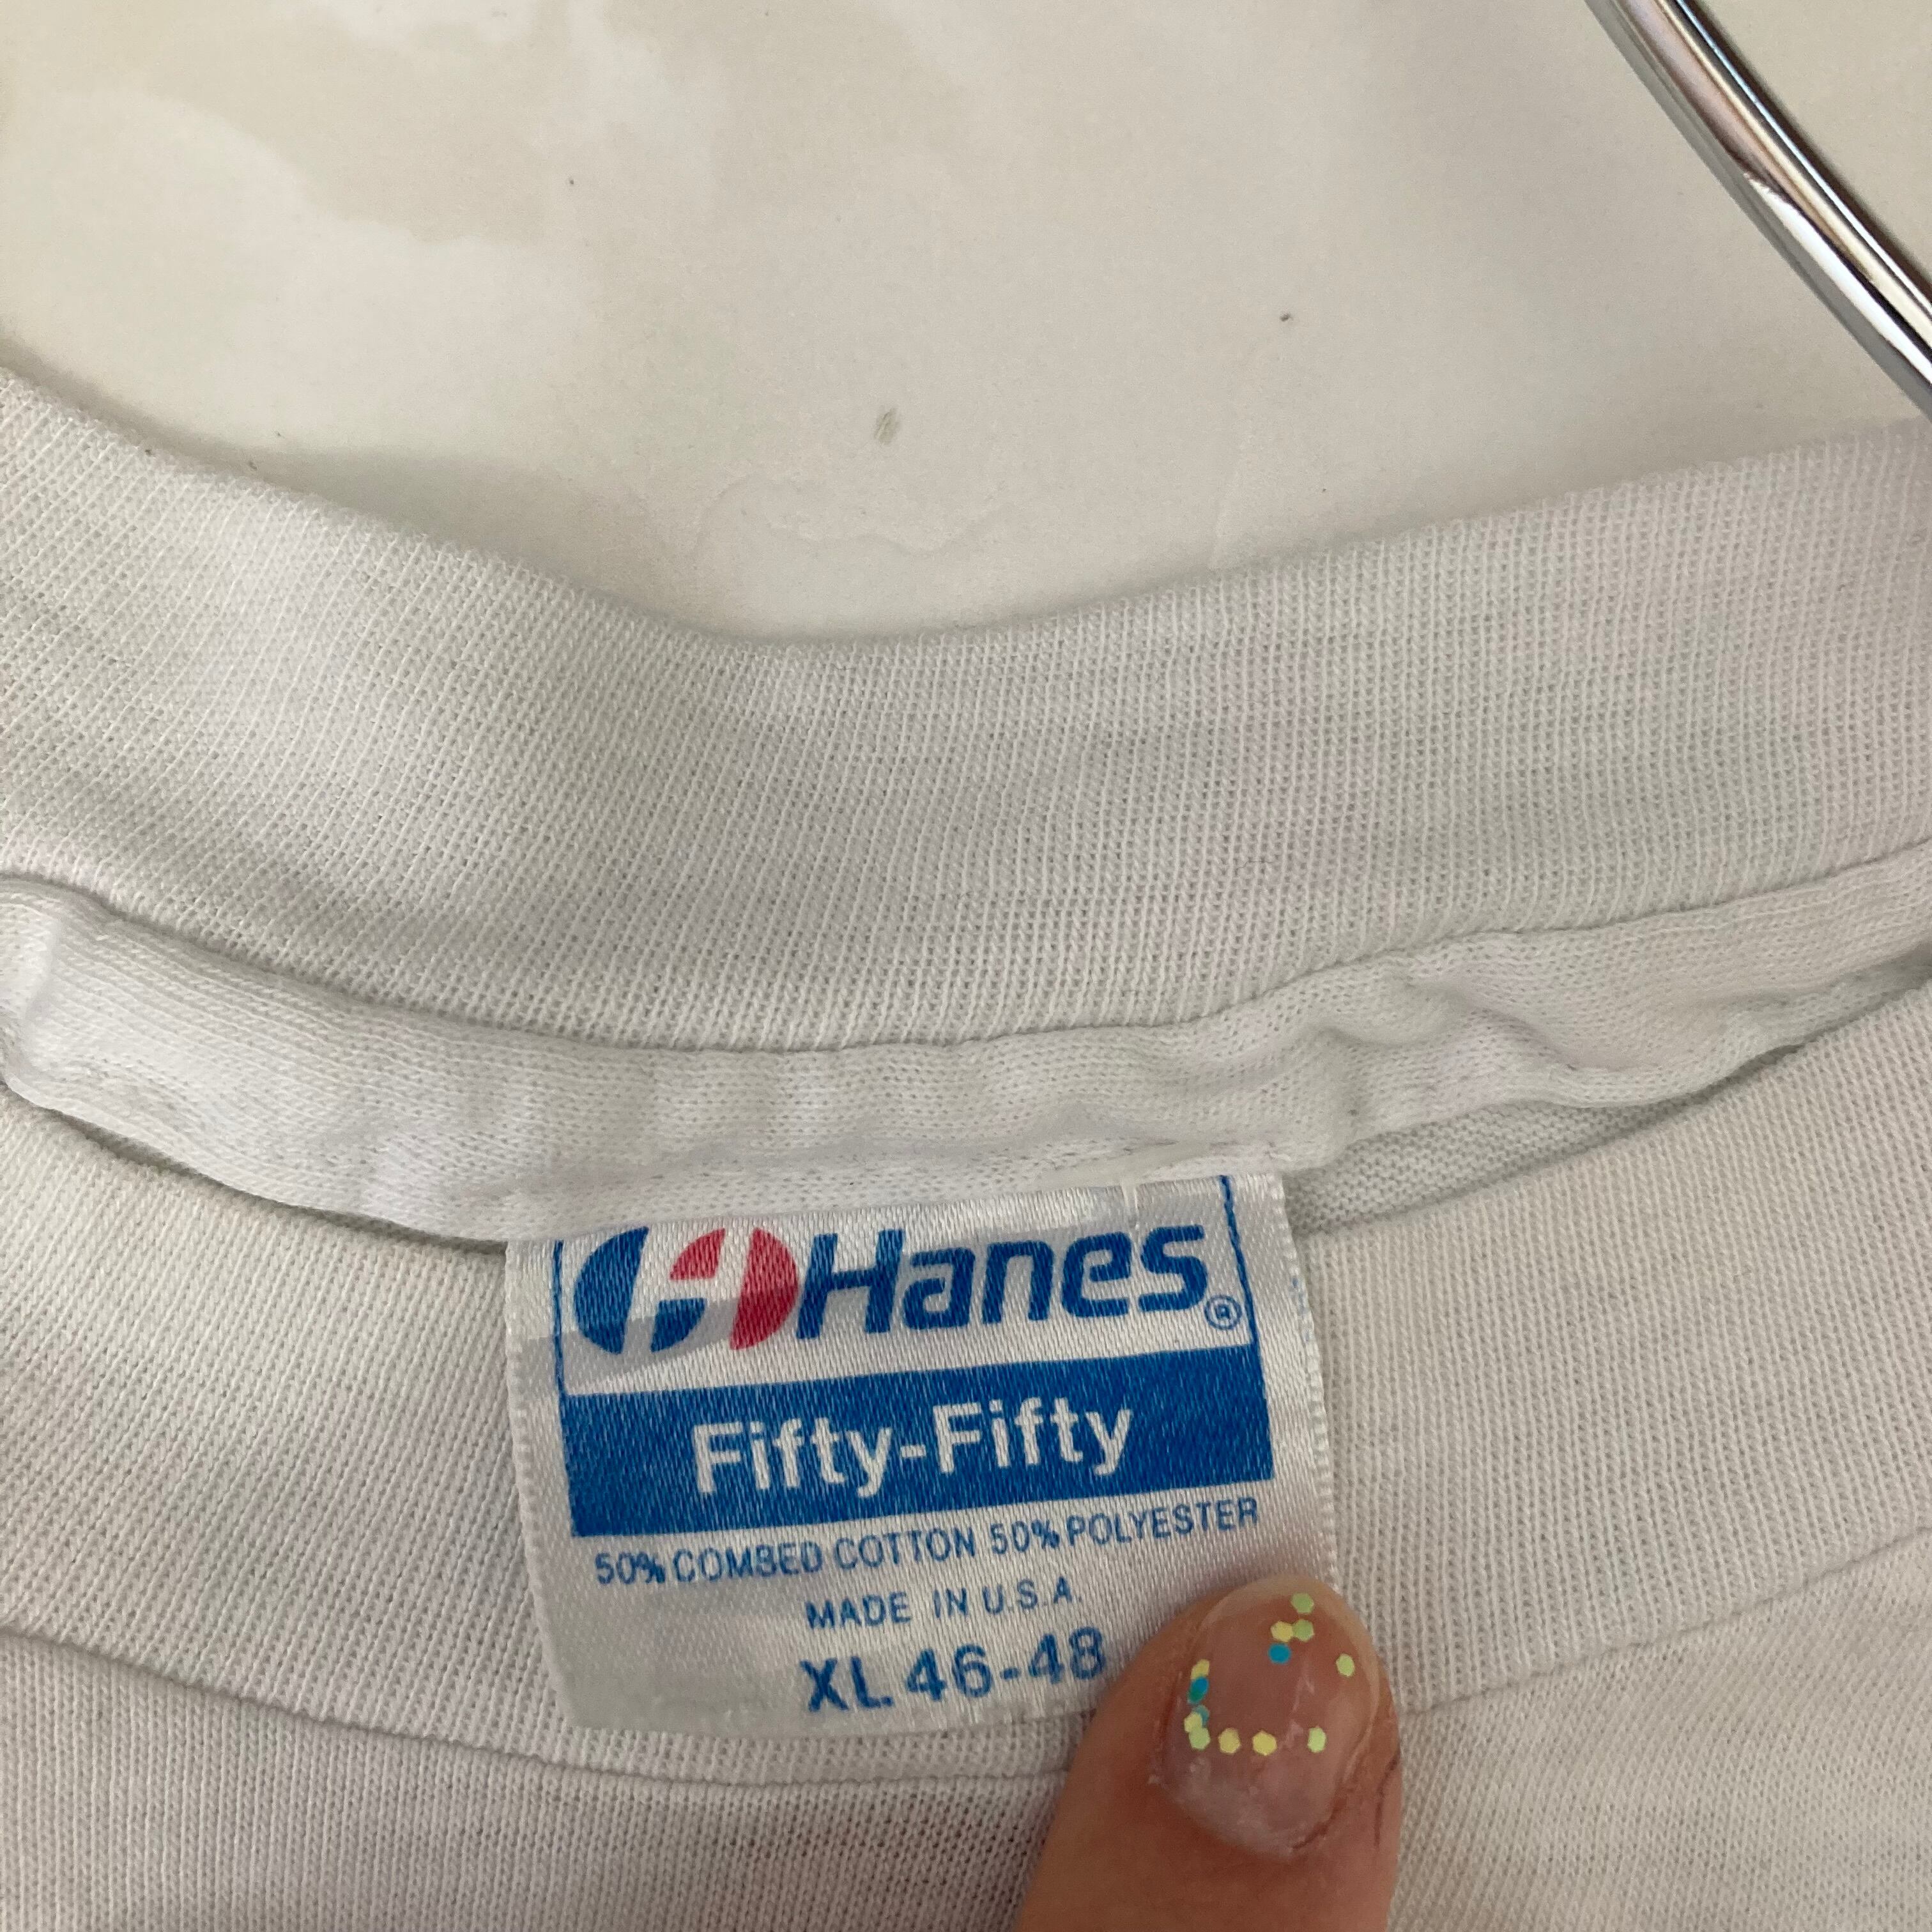 Hanes®
Fifty-Fifty
50% COMBED COTTON 50% POLYESTER
MADE IN U.S.A.
XL 46-48